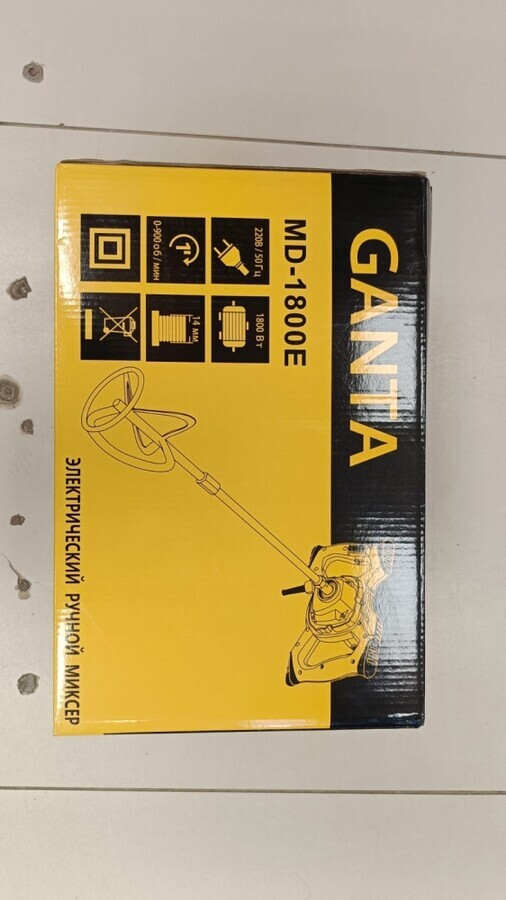 GANTA
MD-1800E
220В / 50 Гц
1800 Вт
0-900 об / мин
14 мм
ЭЛЕКТРИЧЕСКИЙ РУЧНОЙ МИКСЕР